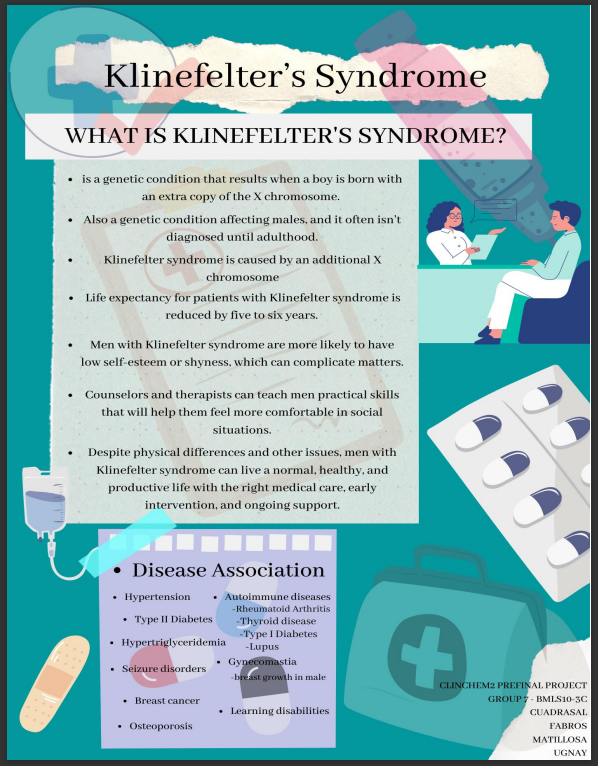 Klinefelter's Syndrome
WHAT IS KLINEFELTER'S SYNDROME?
• is a genetic condition that results when a boy is born with
an extra copy of the X chromosome.
• Also a genetic condition affecting males, and it often isn't
diagnosed until adulthood.
• Klinefelter syndrome is caused by an additional X
chromosome
• Life expectancy for patients with Klinefelter syndrome is
reduced by five to six years.
• Men with Klinefelter syndrome are more likely to have
low self-esteem or shyness, which can complicate matters.
• Counselors and therapists can teach men practical skills
that will help them feel more comfortable in social
situations.
• Despite physical differences and other issues, men with
Klinefelter syndrome can live a normal, healthy, and
productive life with the right medical care, early
intervention, and ongoing support.
• Disease Association
• Hypertension
• Type II Diabetes
• Hypertriglyceridemia
• Seizure disorders
• Breast cancer
• Osteoporosis
• Autoimmune diseases
-Rheumatoid Arthritis
-Thyroid disease
-Type I Diabetes
-Lupus
• Gynecomastia
-breast growth in male
• Learning disabilities
CLINCHEM2 PREFINAL PROJECT
GROUP 7 - BMLS10-3C
CUADRASAL
FABROS
MATILLOSA
UGNAY